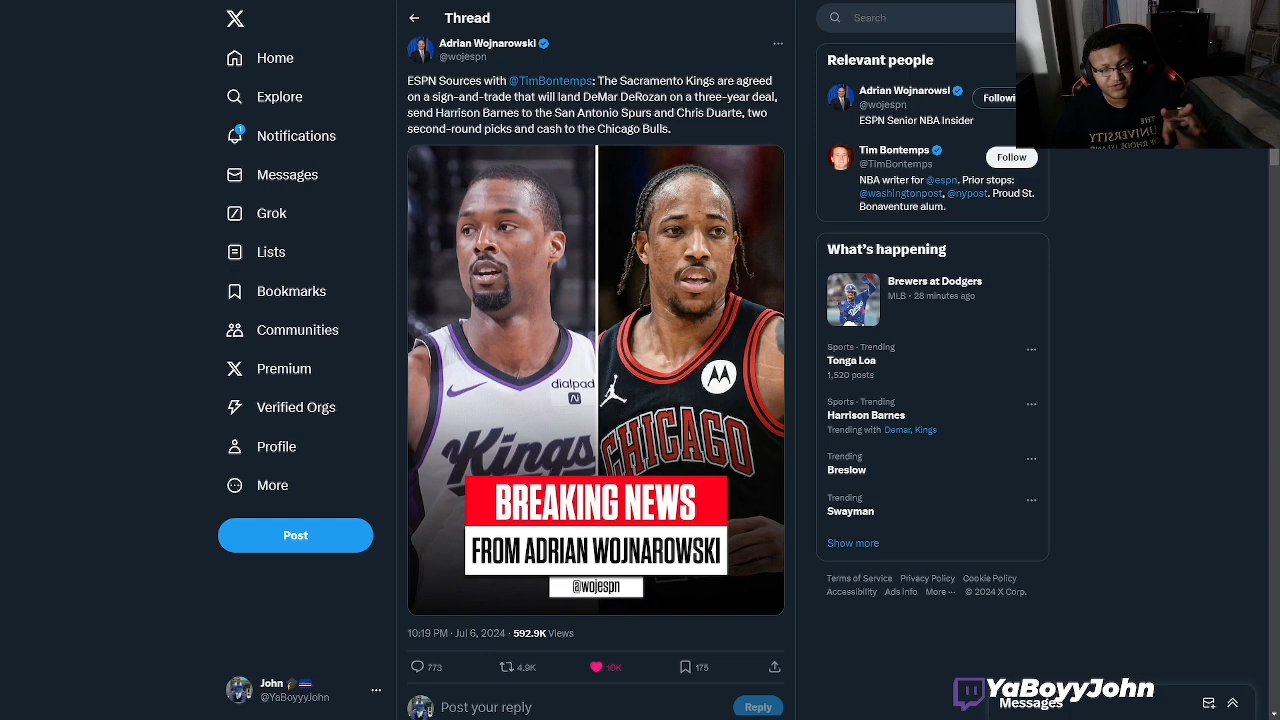 Thread
Adrian Wojnarowski
@wojespn
ESPN Sources with @TimBontemps: The Sacramento Kings are agreed
on a sign-and-trade that will land DeMar DeRozan on a three-year deal,
send Harrison Barnes to the San Antonio Spurs and Chris Duarte, two
second-round picks and cash to the Chicago Bulls.
dialpad
Kings
CHICAGO
BREAKING NEWS
FROM ADRIAN WOJNAROWSKI
@wojespn
10:19 PM · Jul 6, 2024 · 592.9K Views
773
4.9K
10K
175
Post your reply
Reply
Home
Explore
1
Notifications
Messages
Grok
Lists
Bookmarks
Communities
Premium
Verified Orgs
Profile
More
Post
John
@YaBoyyJohn
Search
Relevant people
Adrian Wojnarowski
@wojespn
Followi
ESPN Senior NBA Insider
Tim Bontemps
@TimBontemps
Follow
NBA writer for @espn. Prior stops:
@washingtonpost, @nypost. Proud St.
Bonaventure alum.
What's happening
Brewers at Dodgers
MLB · 28 minutes ago
Sports · Trending
Tonga Loa
1,520 posts
Sports · Trending
Harrison Barnes
Trending with Demar, Kings
Trending
Breslow
Trending
Swayman
Show more
Terms of Service Privacy Policy Cookie Policy
Accessibility Ads Info More ··· © 2024 X Corp.
THE
UNIVERSITY
OF RHODE ISLAND
YaBoyyJohn
Messages